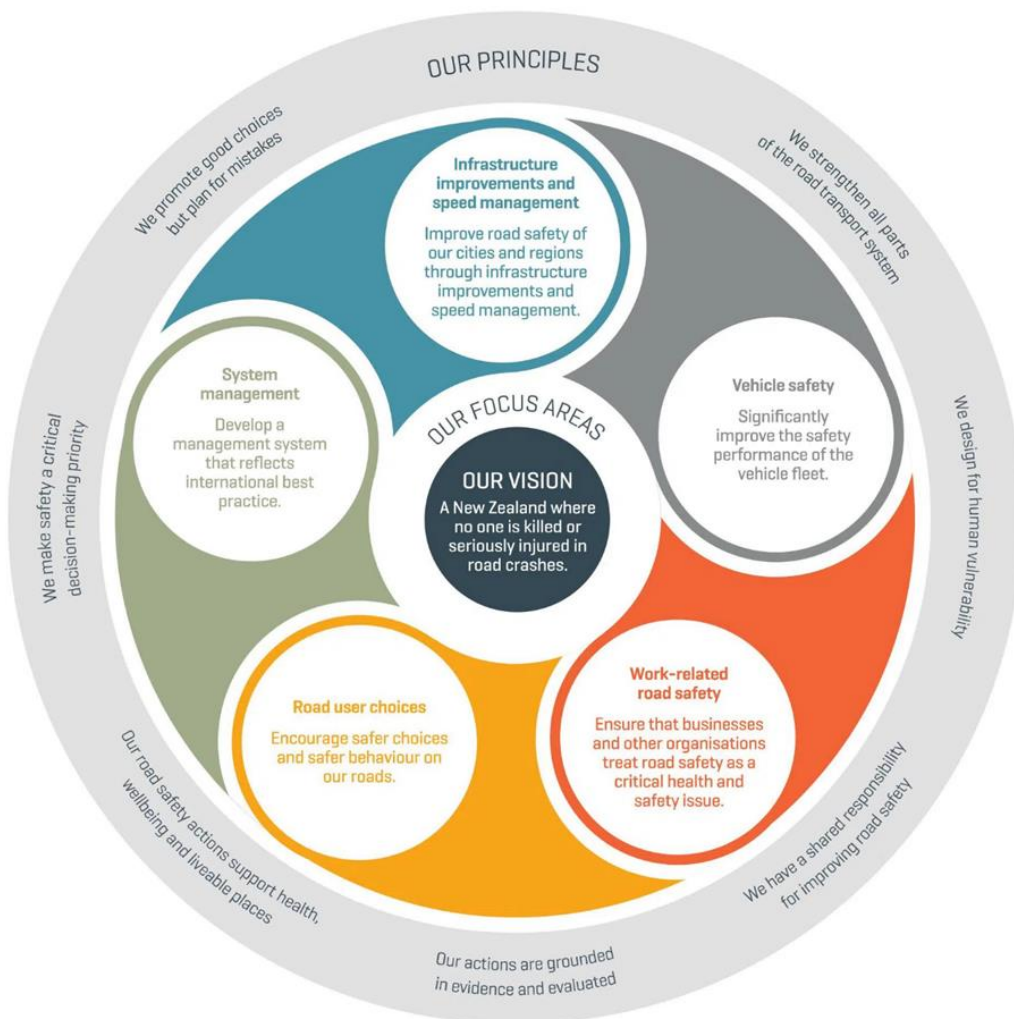 OUR PRINCIPLES
We promote good choices
but plan for mistakes
We strengthen all parts
of the road transport system
We design for human vulnerability
We have a shared responsibility
for improving road safety
Our actions are grounded
in evidence and evaluated
Our road safety actions support health,
wellbeing and liveable places
We make safety a critical
decision-making priority
Infrastructure
improvements and
speed management
Improve road safety of
our cities and regions
through infrastructure
improvements and
speed management.
Vehicle safety
Significantly
improve the safety
performance of the
vehicle fleet.
Work-related
road safety
Ensure that businesses
and other organisations
treat road safety as a
critical health and
safety issue.
Road user choices
Encourage safer choices
and safer behaviour on
our roads.
System
management
Develop a
management system
that reflects
international best
practice.
OUR FOCUS AREAS
OUR VISION
A New Zealand where
no one is killed or
seriously injured in
road crashes.